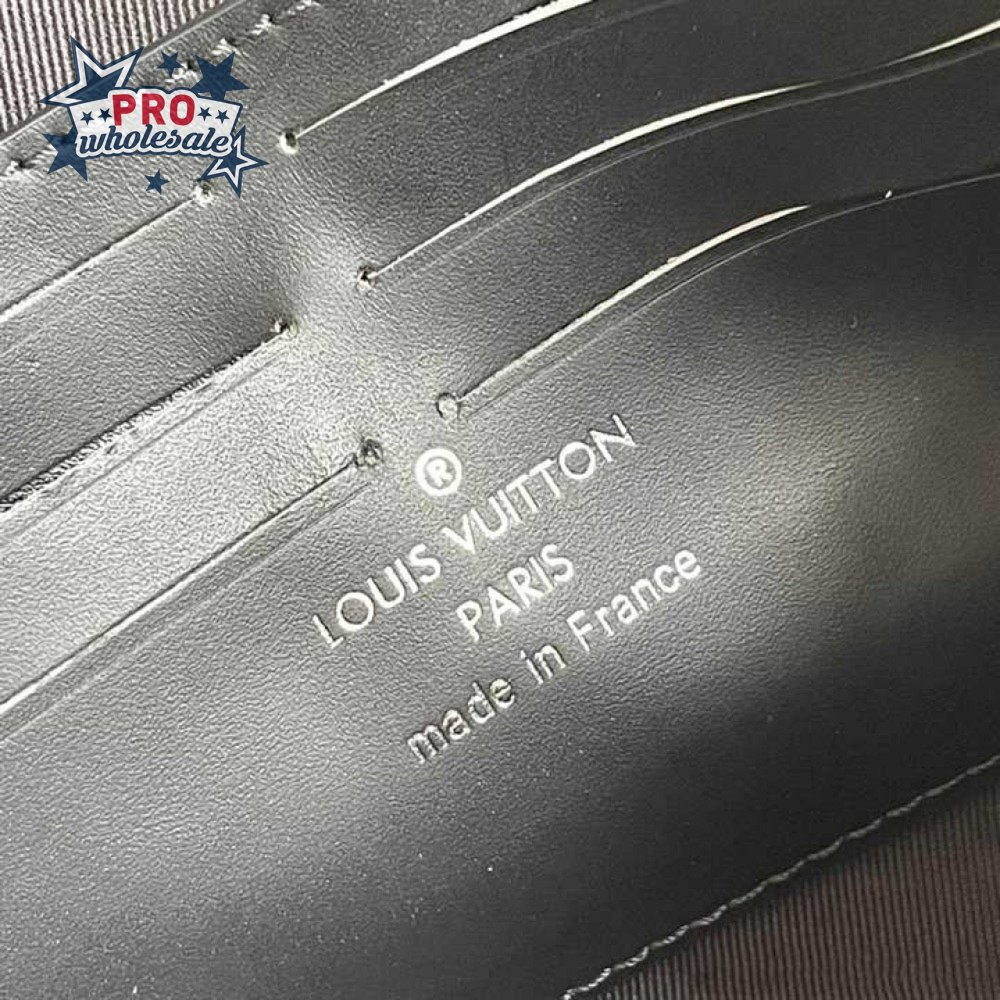 PRO
wholesale
®
LOUIS VUITTON
PARIS
made in France